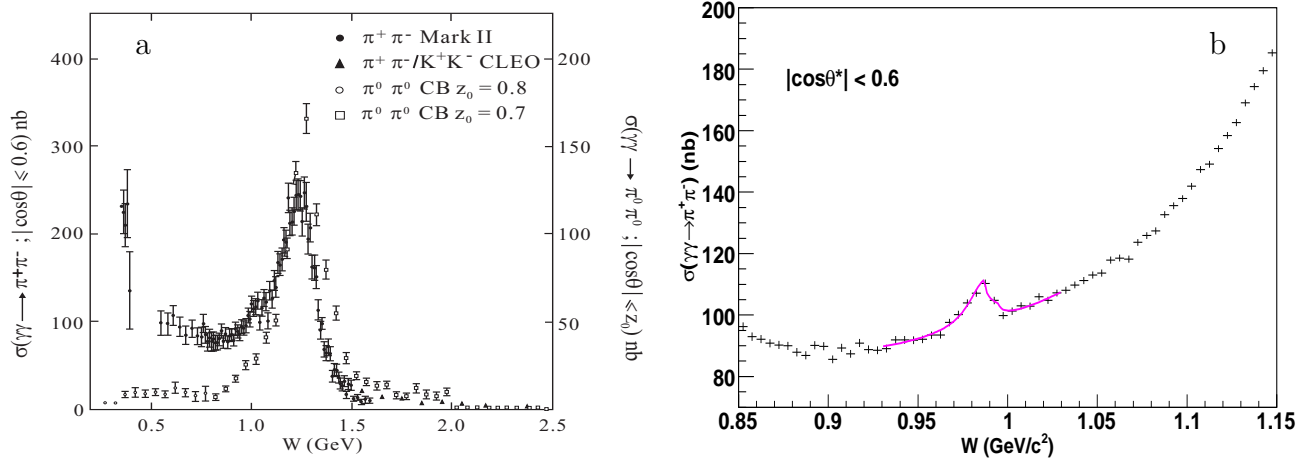 a
π⁺ π⁻ Mark II
π⁺ π⁻/K⁺K⁻ CLEO
π⁰ π⁰ CB z₀ = 0.8
π⁰ π⁰ CB z₀ = 0.7
σ(γγ → π⁺π⁻ ; |cosθ| ⩽ 0.6) nb
400
300
200
100
0
200
150
100
50
0
σ(γγ → π⁰π⁰ ; |cosθ| ⩽ z₀) nb
0.5
1.0
1.5
2.0
2.5
W (GeV)
b
|cosθ*| < 0.6
σ(γγ→π⁺π⁻) (nb)
200
180
160
140
120
100
80
0.85
0.9
0.95
1
1.05
1.1
1.15
W (GeV/c²)